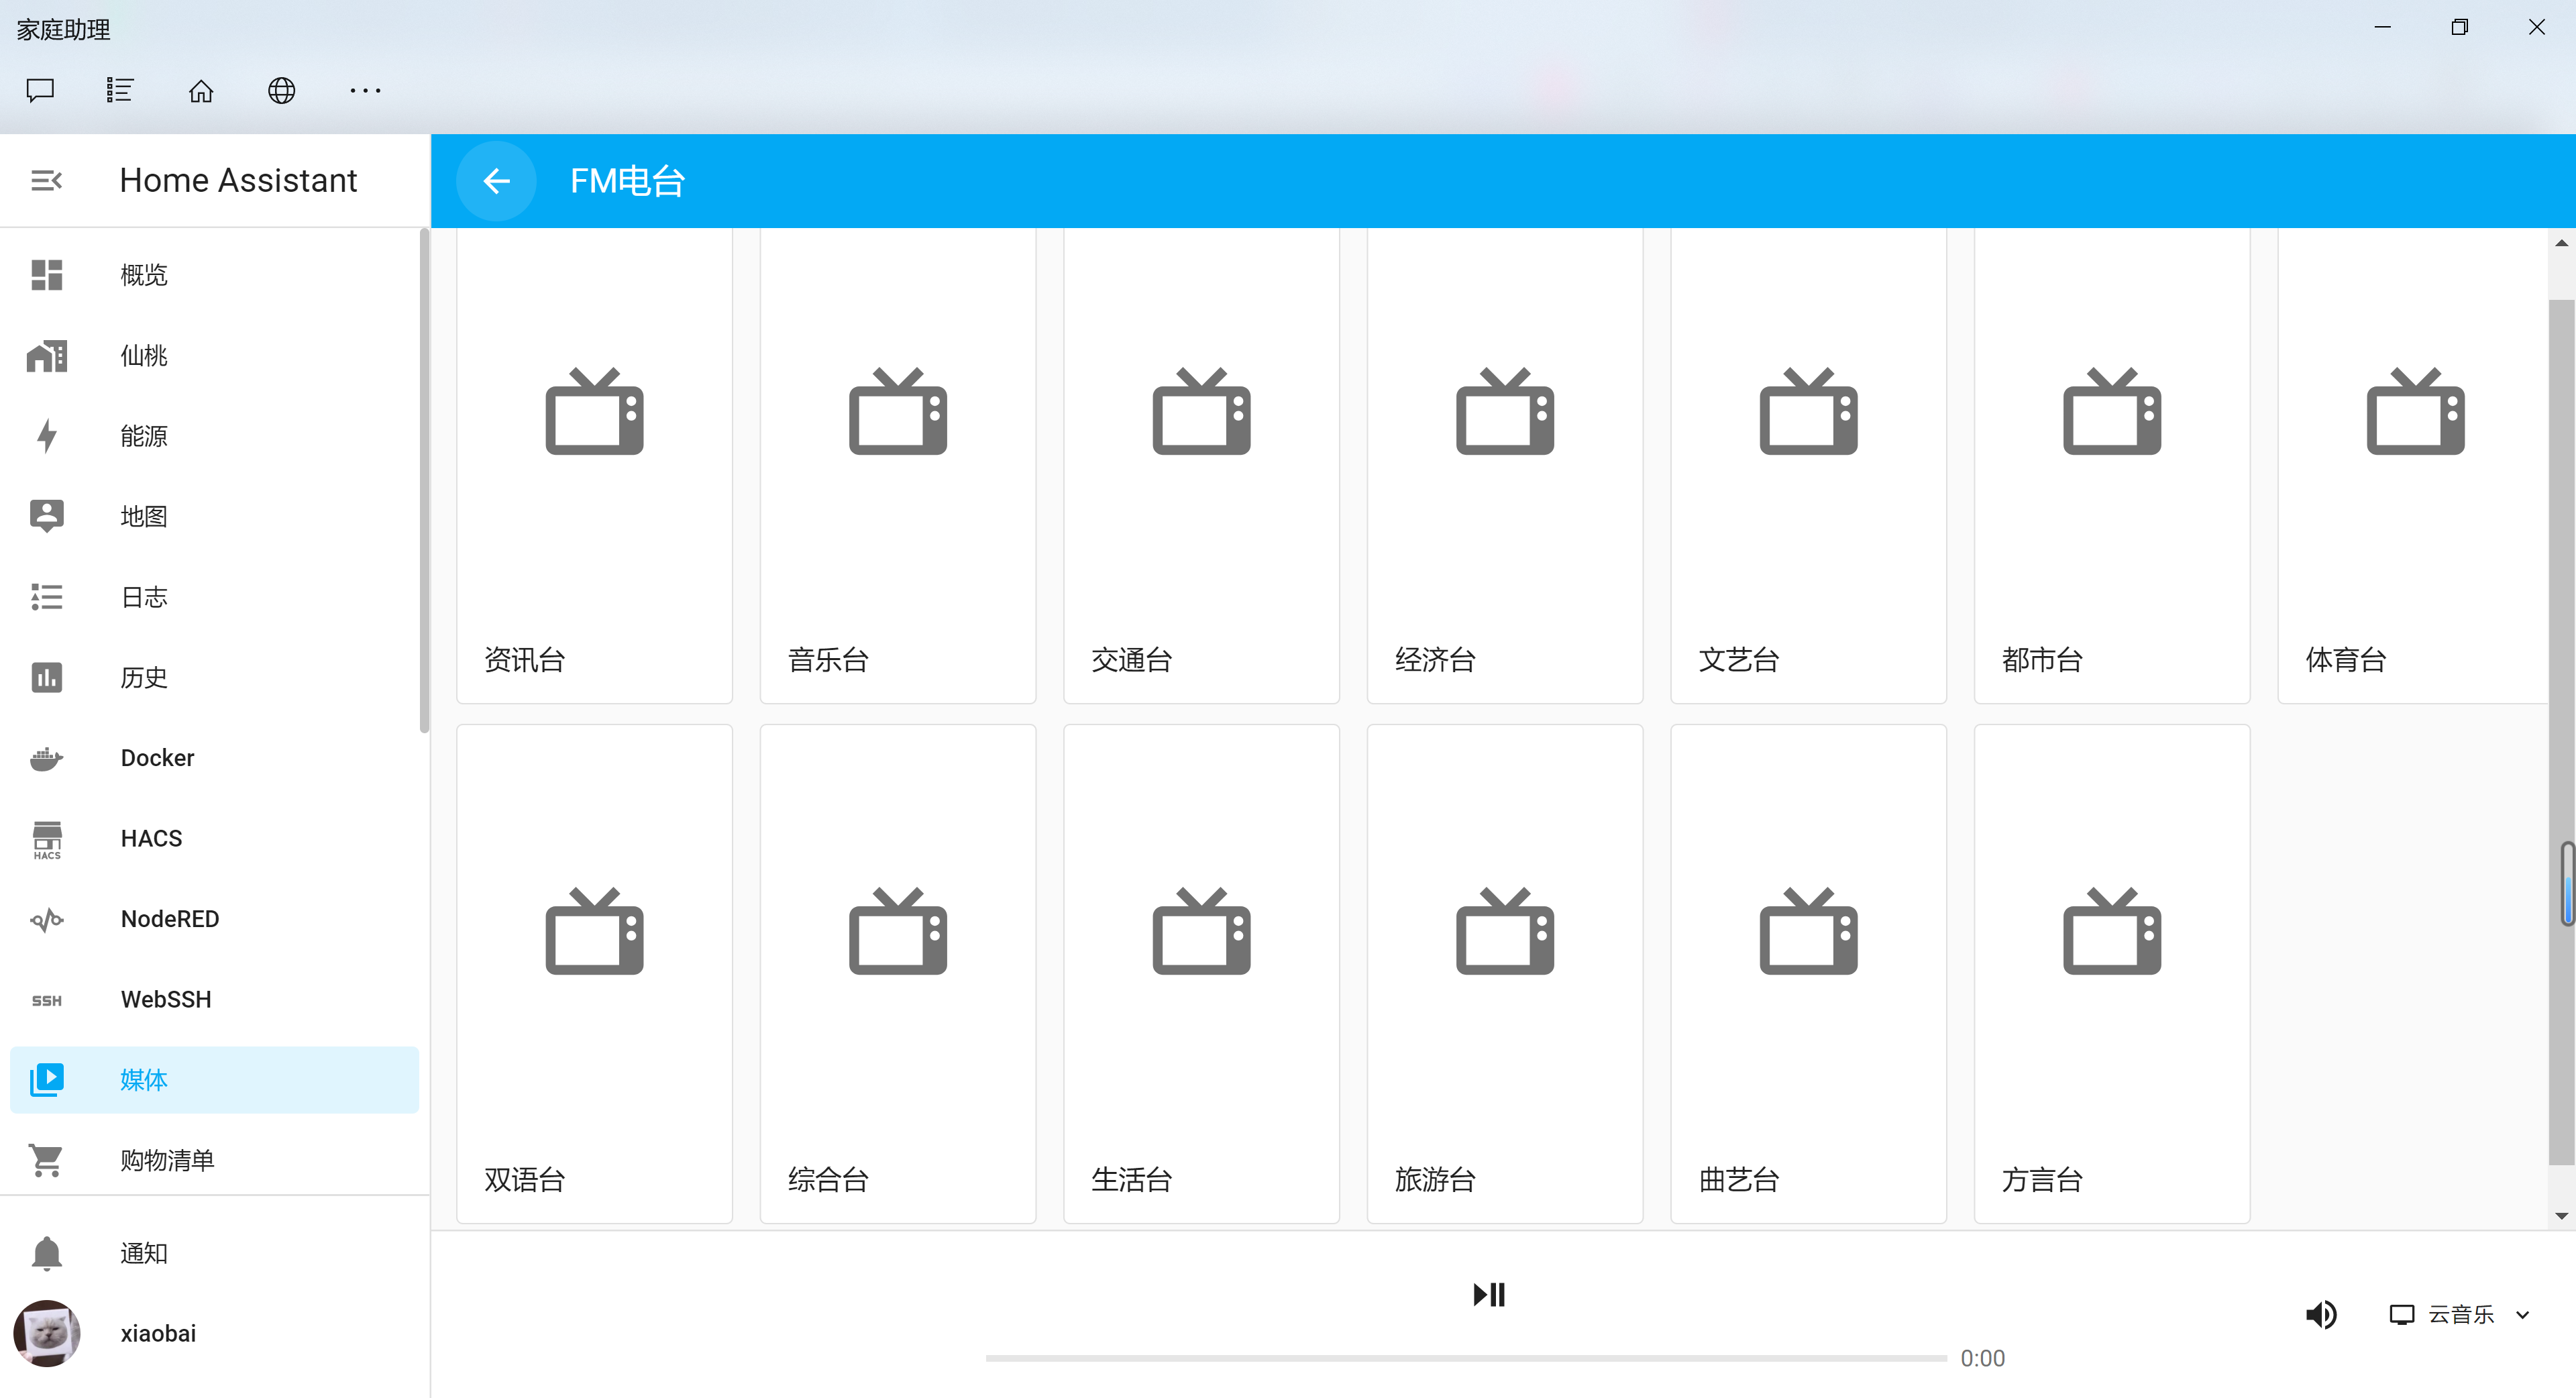 家庭助理
Home Assistant
FM电台
概览
仙桃
能源
地图
日志
历史
Docker
HACS
HACS
NodeRED
SSH
WebSSH
媒体
购物清单
通知
xiaobai
资讯台
音乐台
交通台
经济台
文艺台
都市台
体育台
双语台
综合台
生活台
旅游台
曲艺台
方言台
云音乐
0:00